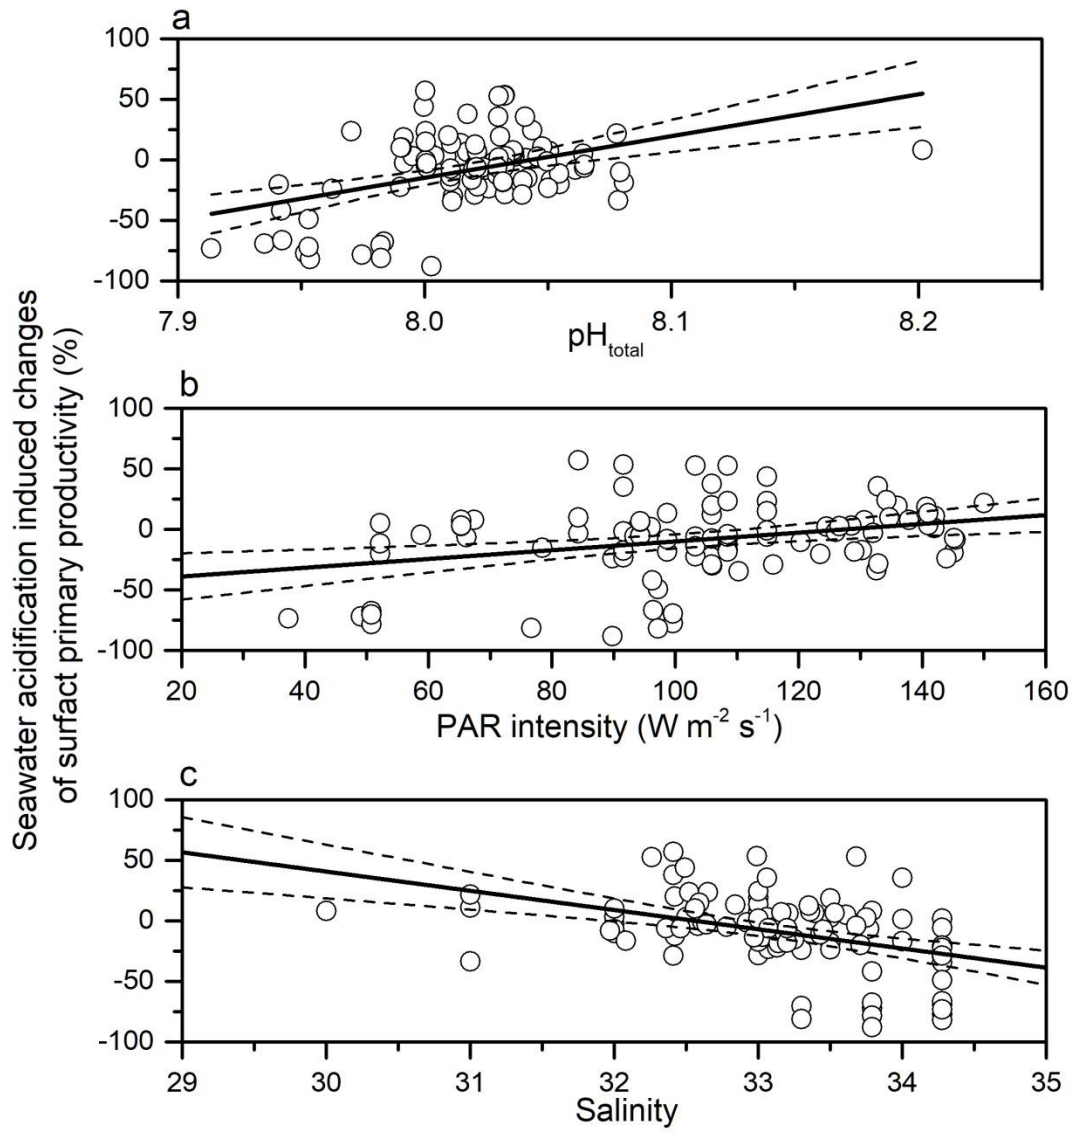 a
100
50
0
-50
-100
7.9 8.0 8.1 8.2
pHtotal
b
100
50
0
-50
-100
20 40 60 80 100 120 140 160
PAR intensity (W m-2 s-1)
c
100
50
0
-50
-100
29 30 31 32 33 34 35
Salinity
Seawater acidification induced changes
of surfact primary productivity (%)